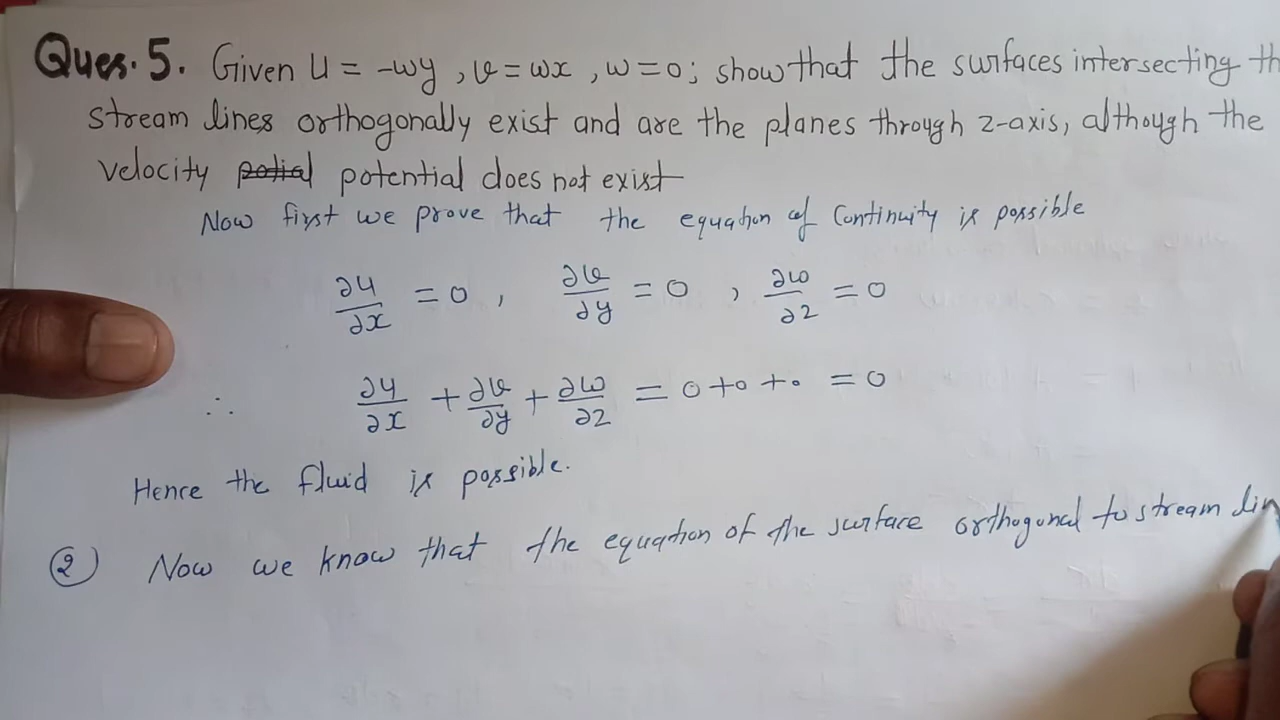 Ques. 5. Given U = -wy , v = wx , w = 0 ; show that the surfaces intersecting th
stream lines orthogonally exist and are the planes through z-axis, although the
velocity potential does not exist
Now first we prove that the equation of Continuity is possible
∂u/∂x = 0 , ∂v/∂y = 0 , ∂w/∂z = 0
∴ ∂u/∂x + ∂v/∂y + ∂w/∂z = 0 + 0 + 0 = 0
Hence the fluid is possible.
② Now we know that the equation of the surface orthogonal to stream lin